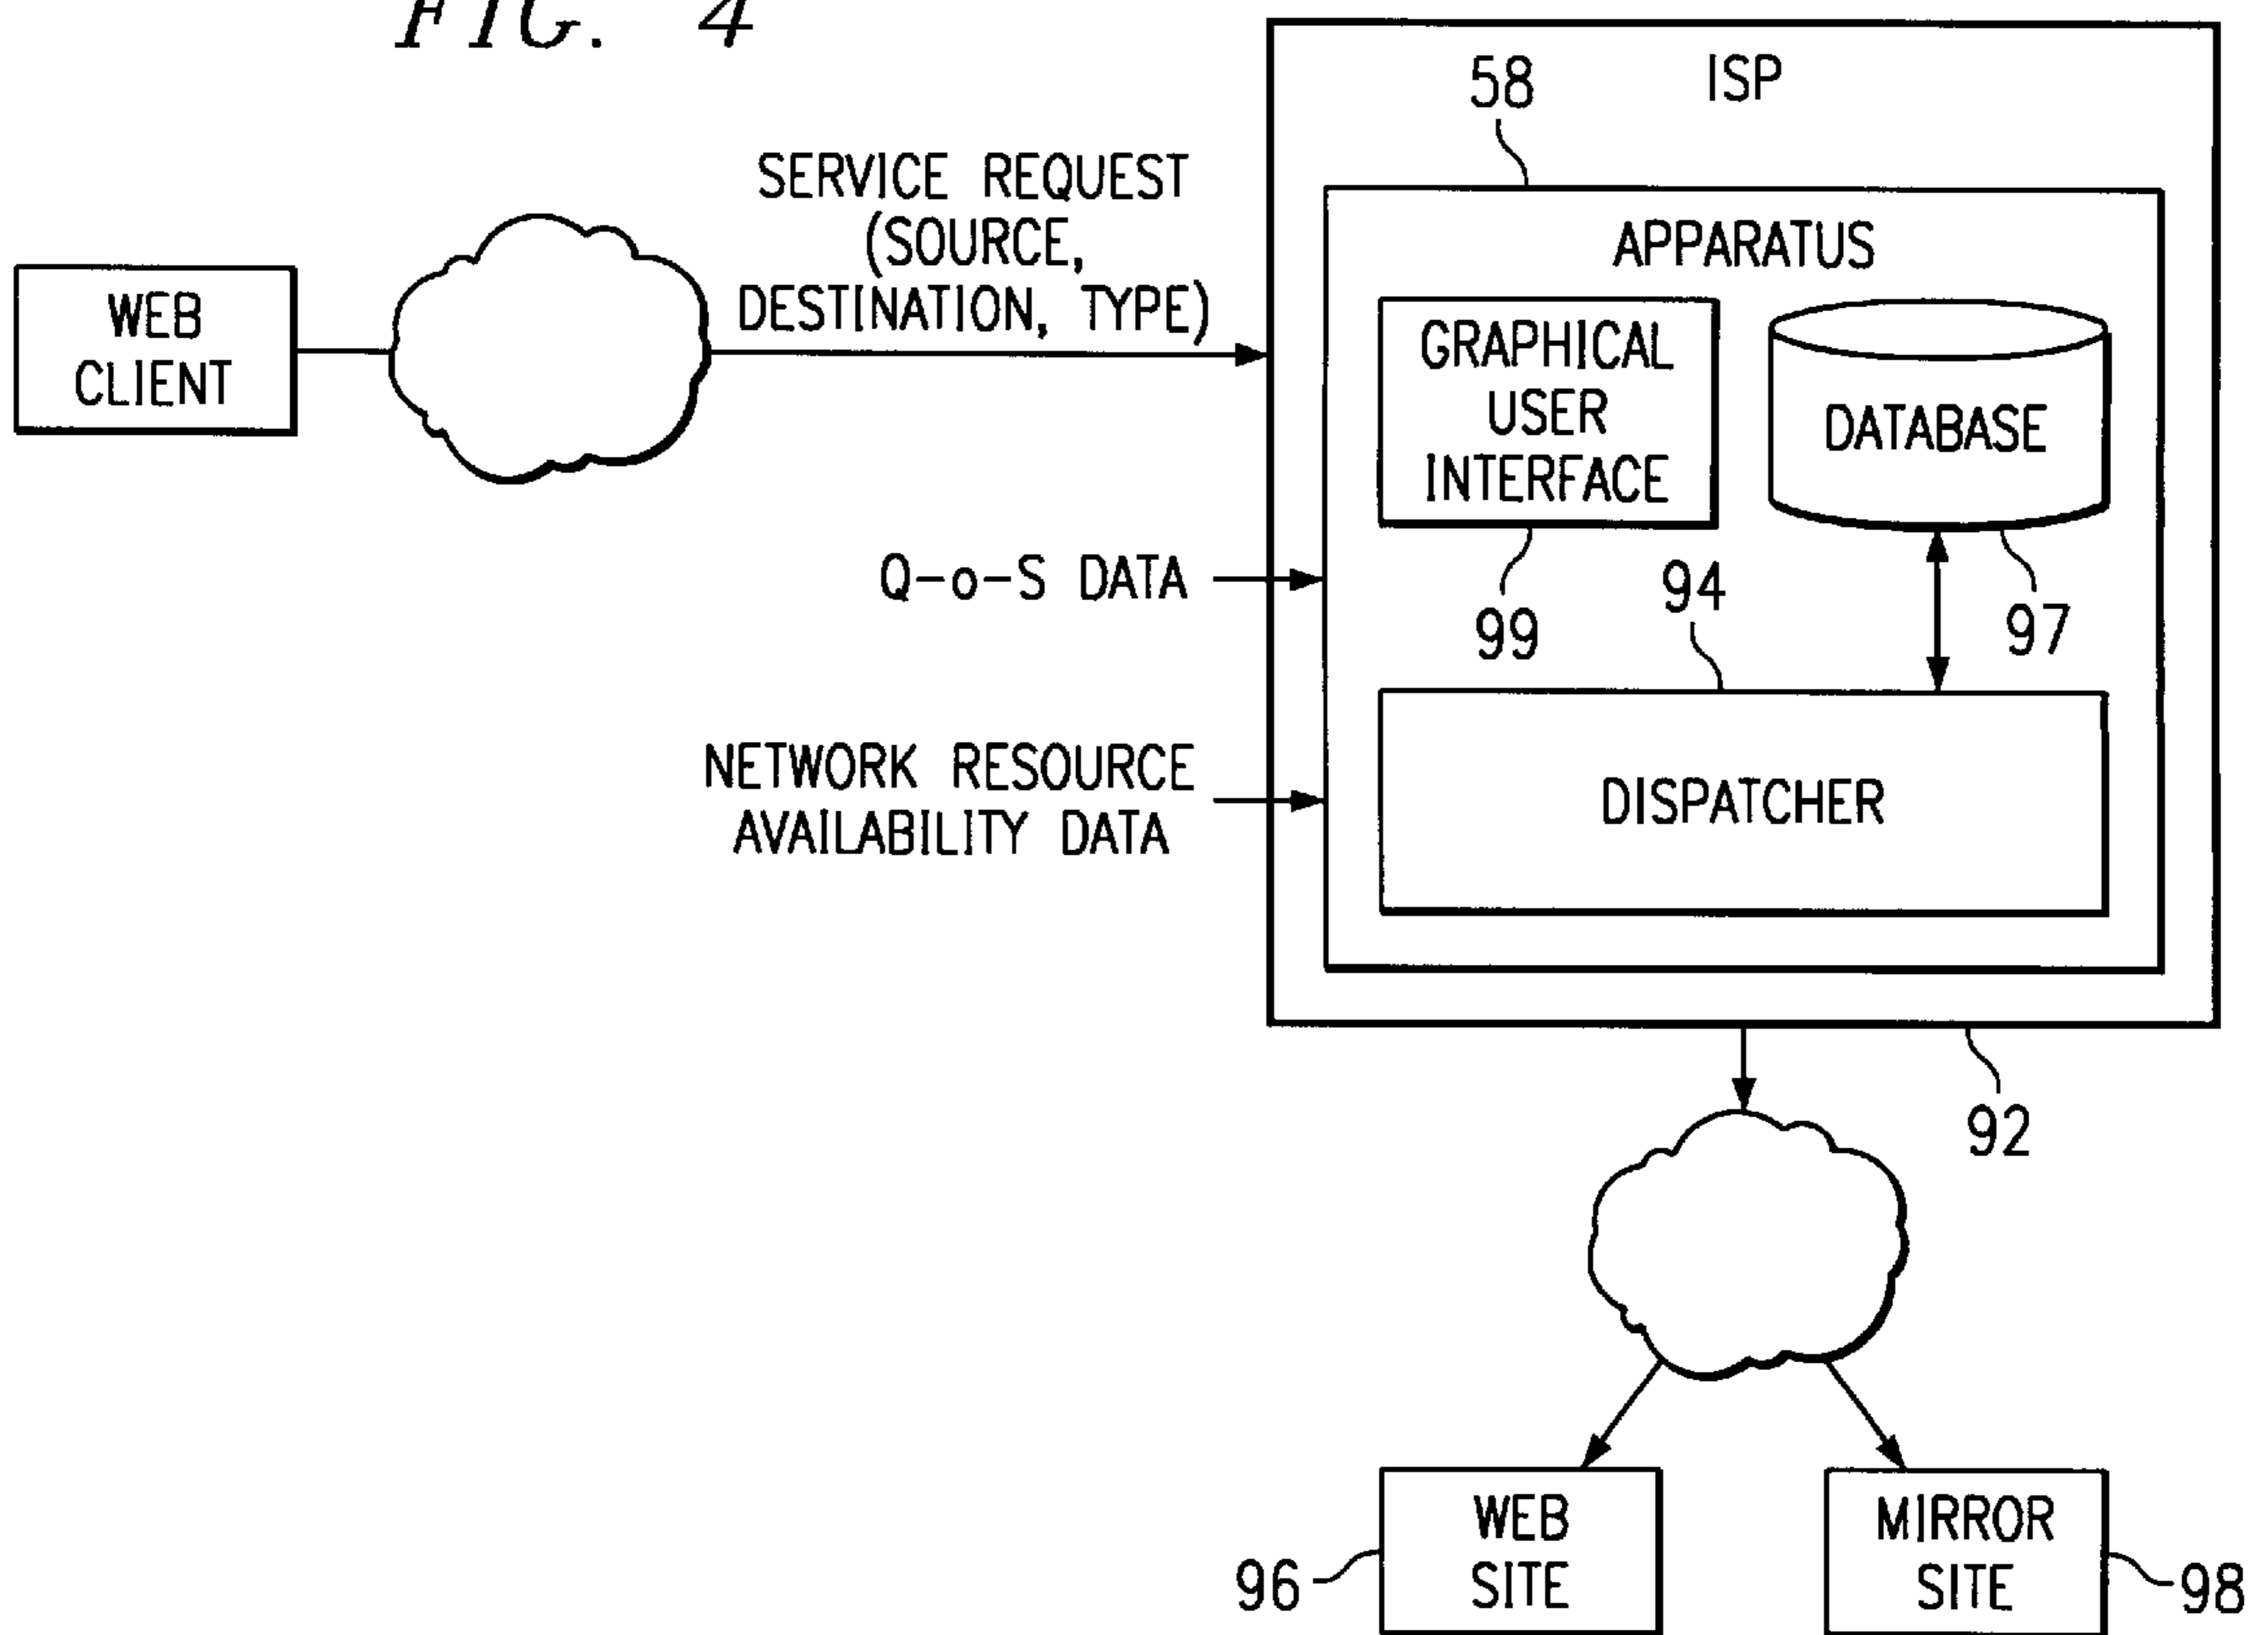 FIG. 4
ISP
58
SERVICE REQUEST
(SOURCE,
DESTINATION, TYPE)
APPARATUS
WEB
CLIENT
GRAPHICAL
USER
INTERFACE
DATABASE
Q-o-S DATA
99
94
97
NETWORK RESOURCE
AVAILABILITY DATA
DISPATCHER
92
WEB
SITE
96
MIRROR
SITE
98